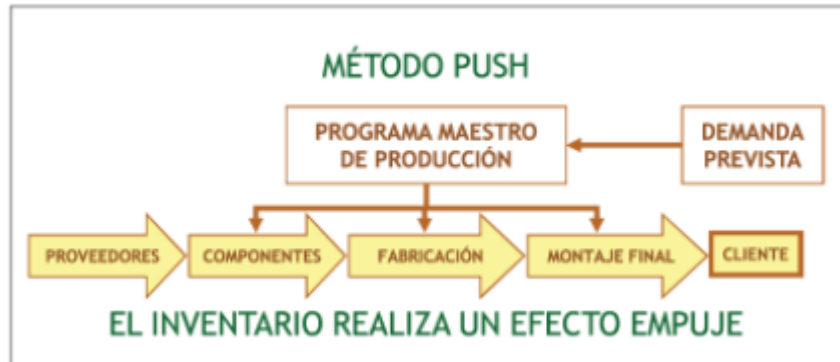 MÉTODO PUSH
PROGRAMA MAESTRO
DE PRODUCCIÓN
DEMANDA
PREVISTA
PROVEEDORES
COMPONENTES
FABRICACIÓN
MONTAJE FINAL
CLIENTE
EL INVENTARIO REALIZA UN EFECTO EMPUJE